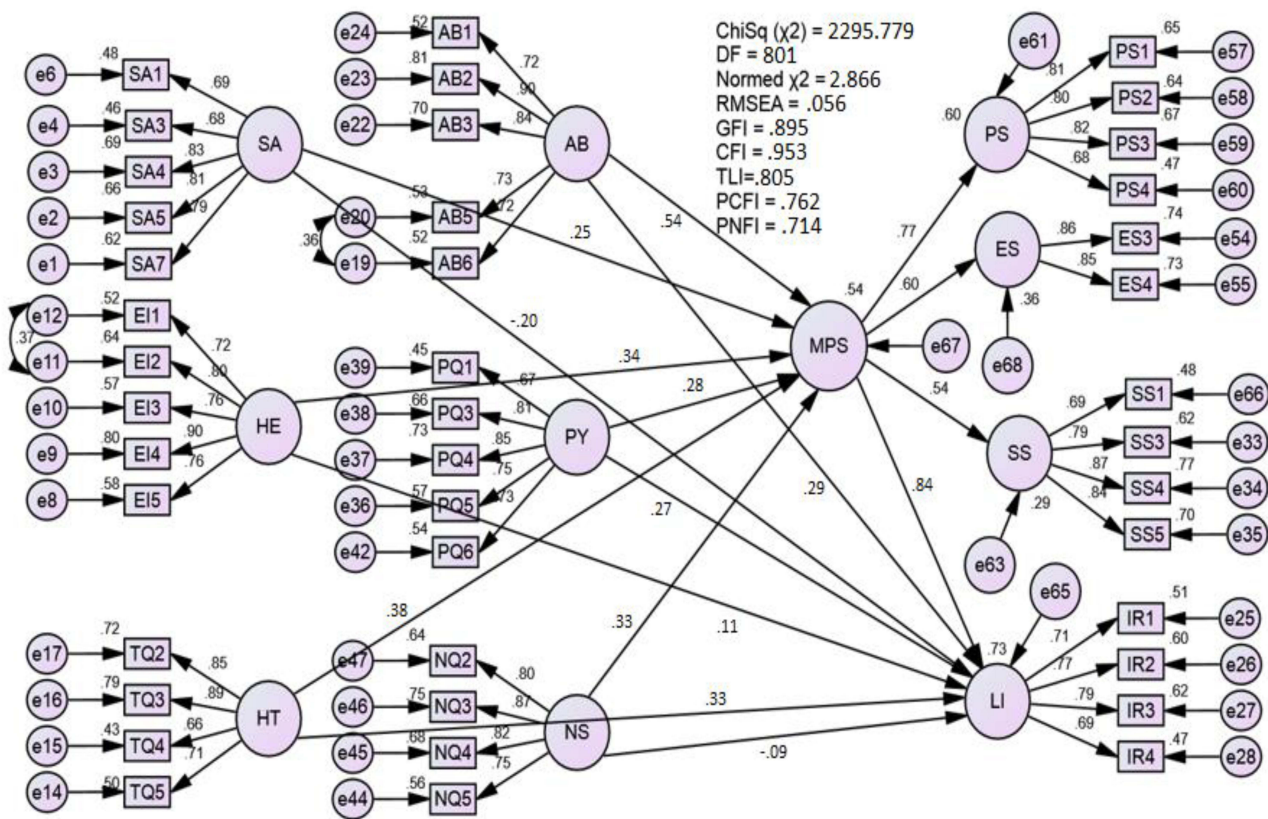 ChiSq (χ2) = 2295.779
DF = 801
Normed χ2 = 2.866
RMSEA = .056
GFI = .895
CFI = .953
TLI=.805
PCFI = .762
PNFI = .714
e6 .48 SA1 .69
e4 .46 SA3 .68
e3 .69 SA4 .83
e2 .66 SA5 .81
e1 .62 SA7 .79
SA
e12 .52 EI1 .72
.37
e11 .64 EI2 .80
e10 .57 EI3 .76
e9 .80 EI4 .90
e8 .58 EI5 .76
HE
e17 .72 TQ2 .85
e16 .79 TQ3 .89
e15 .43 TQ4 .66
e14 .50 TQ5 .71
HT
e24 .52 AB1 .72
e23 .81 AB2 .90
e22 .70 AB3 .84
e20 .53 AB5 .73
.36
e19 .52 AB6 .72
AB
e39 .45 PQ1 .67
e38 .66 PQ3 .81
e37 .73 PQ4 .85
e36 .57 PQ5 .75
e42 .54 PQ6 .73
PY
e47 .64 NQ2 .80
e46 .75 NQ3 .87
e45 .68 NQ4 .82
e44 .56 NQ5 .75
NS
.54
.25
-.20
.34
.28
.29
.27
.38
.33
.11
.33
-.09
.54
MPS
e67
.77
.60
.54
.84
e61
.60
PS
.81 PS1 .65 e57
.80 PS2 .64 e58
.82 PS3 .67 e59
.68 PS4 .47 e60
ES
.36
e68
.86 ES3 .74 e54
.85 ES4 .73 e55
SS
.29
e63
.69 SS1 .48 e66
.79 SS3 .62 e33
.87 SS4 .77 e34
.84 SS5 .70 e35
e65
.73
LI
.71 IR1 .51 e25
.77 IR2 .60 e26
.79 IR3 .62 e27
.69 IR4 .47 e28